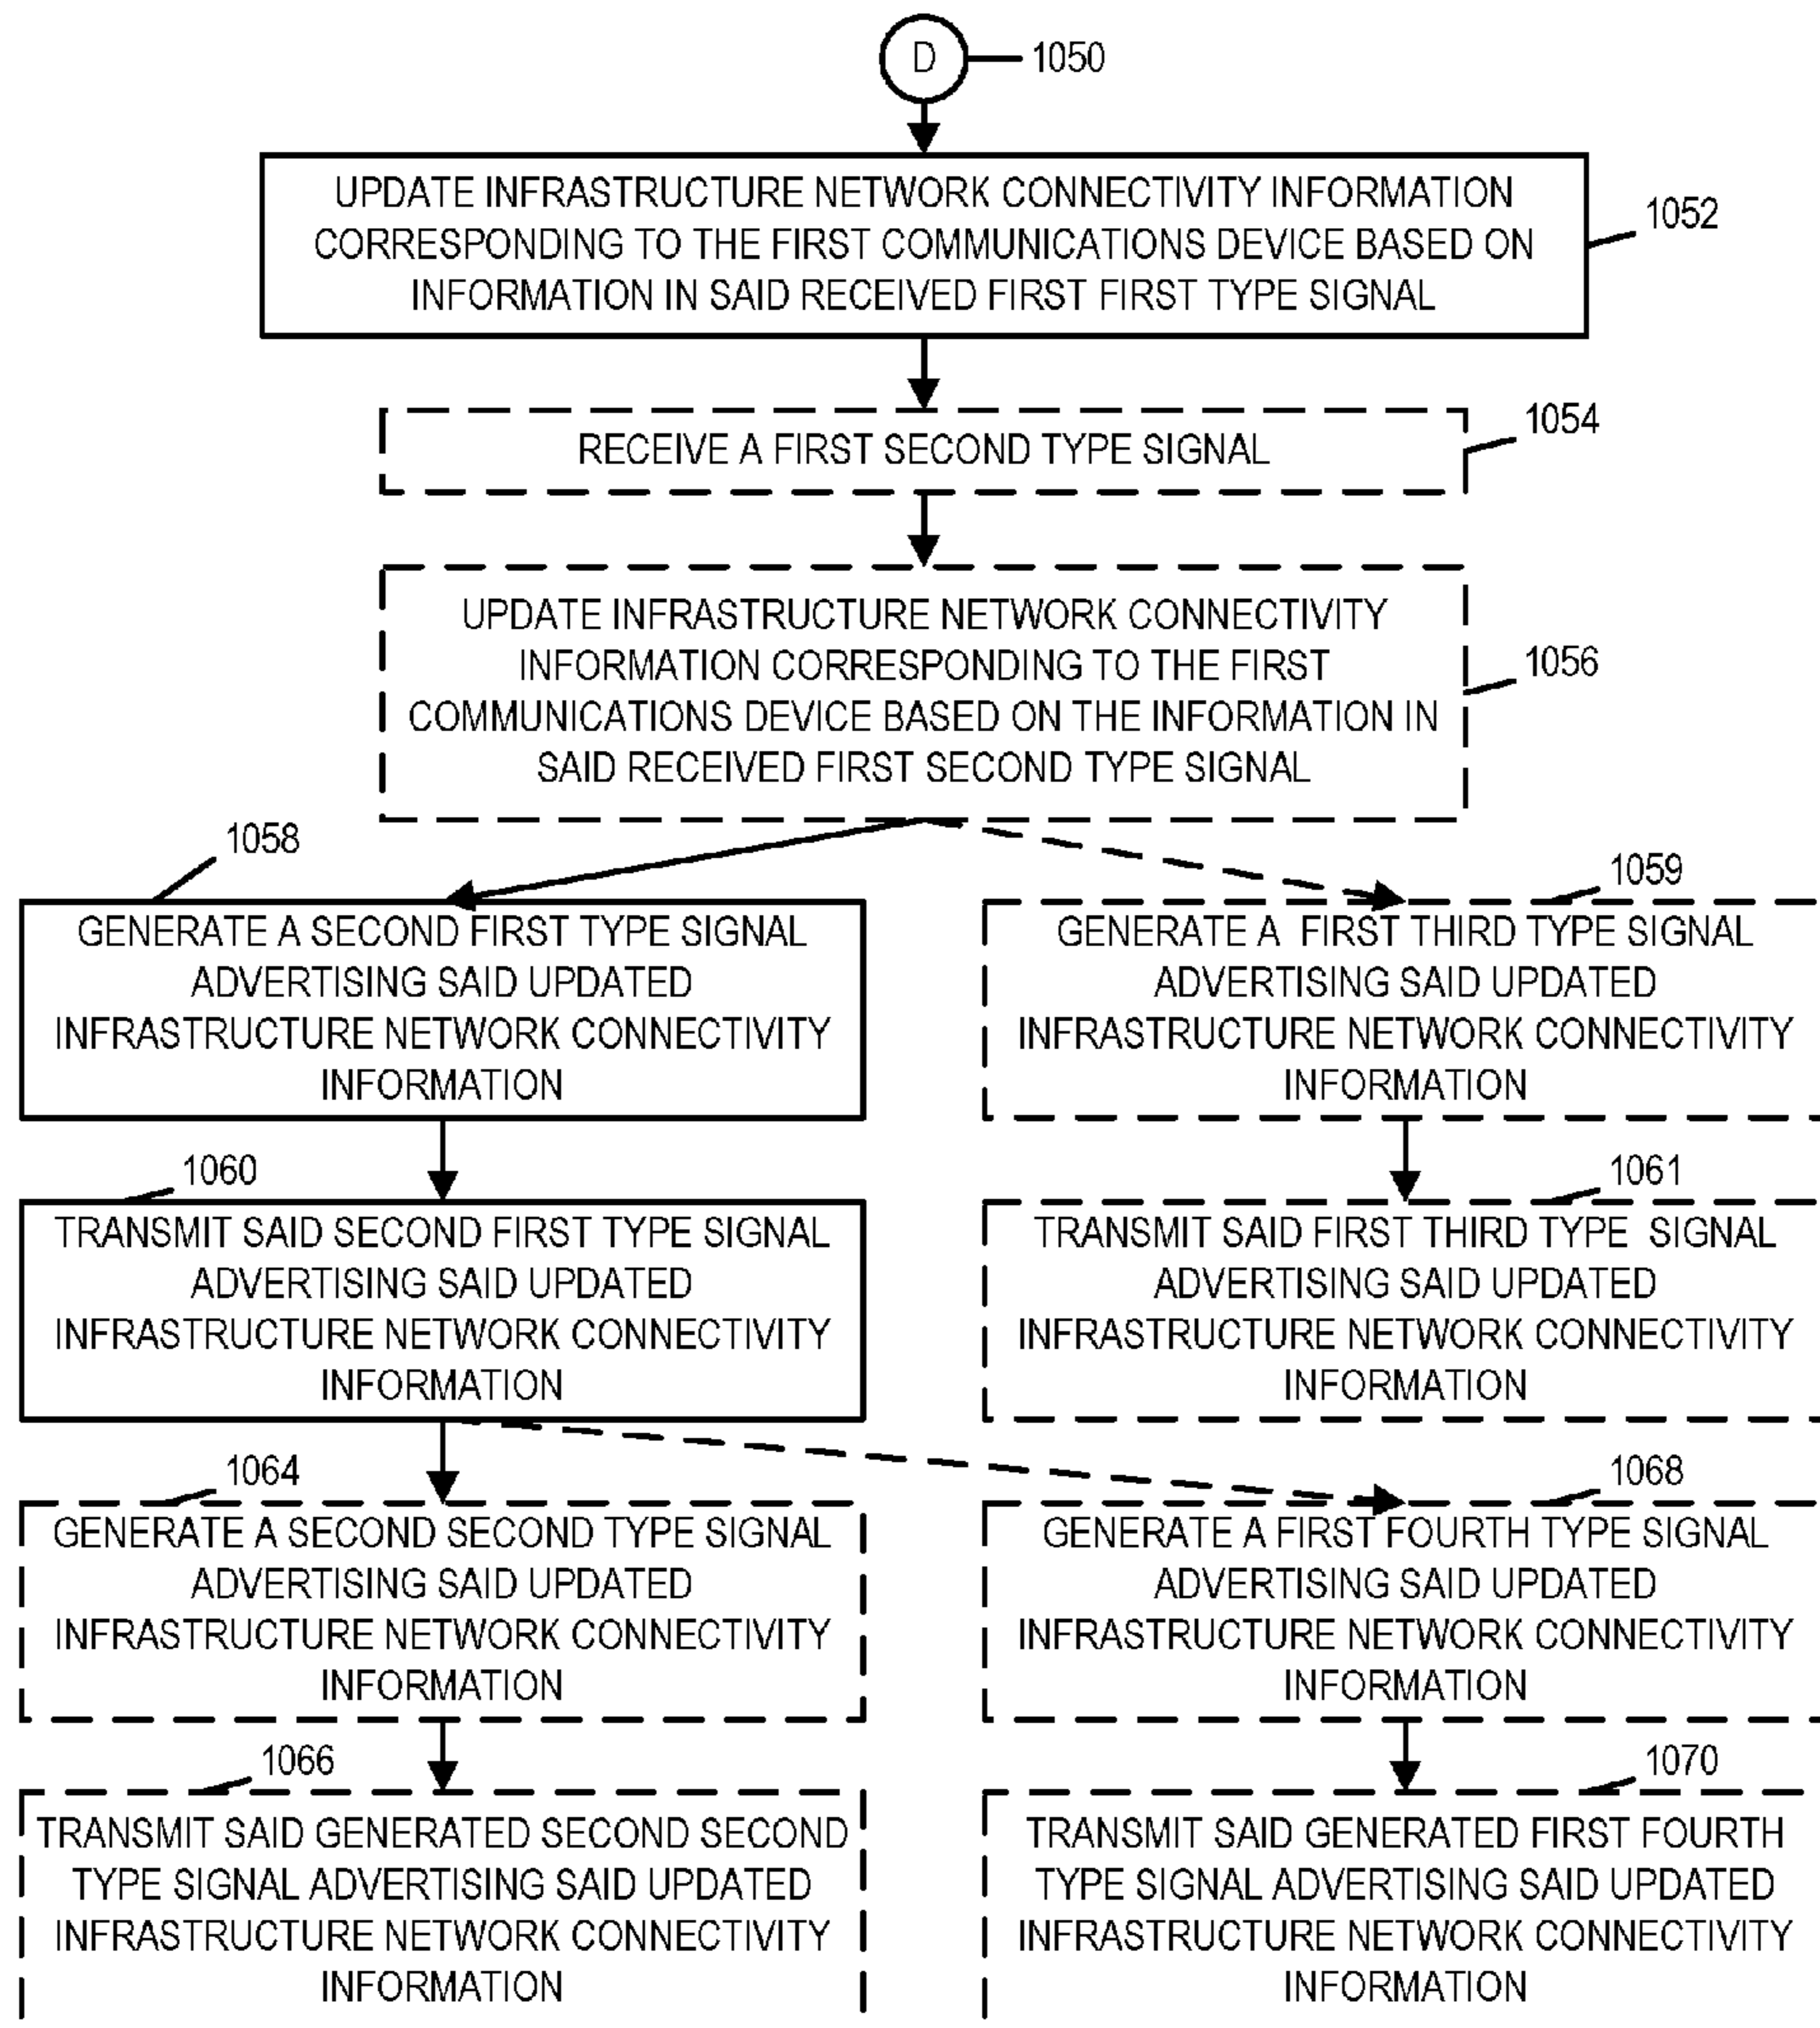 D
1050
UPDATE INFRASTRUCTURE NETWORK CONNECTIVITY INFORMATION
CORRESPONDING TO THE FIRST COMMUNICATIONS DEVICE BASED ON
INFORMATION IN SAID RECEIVED FIRST FIRST TYPE SIGNAL
1052
RECEIVE A FIRST SECOND TYPE SIGNAL
1054
UPDATE INFRASTRUCTURE NETWORK CONNECTIVITY
INFORMATION CORRESPONDING TO THE FIRST
COMMUNICATIONS DEVICE BASED ON THE INFORMATION IN
SAID RECEIVED FIRST SECOND TYPE SIGNAL
1056
1058
GENERATE A SECOND FIRST TYPE SIGNAL
ADVERTISING SAID UPDATED
INFRASTRUCTURE NETWORK CONNECTIVITY
INFORMATION
1059
GENERATE A FIRST THIRD TYPE SIGNAL
ADVERTISING SAID UPDATED
INFRASTRUCTURE NETWORK CONNECTIVITY
INFORMATION
1060
TRANSMIT SAID SECOND FIRST TYPE SIGNAL
ADVERTISING SAID UPDATED
INFRASTRUCTURE NETWORK CONNECTIVITY
INFORMATION
1061
TRANSMIT SAID FIRST THIRD TYPE SIGNAL
ADVERTISING SAID UPDATED
INFRASTRUCTURE NETWORK CONNECTIVITY
INFORMATION
1064
GENERATE A SECOND SECOND TYPE SIGNAL
ADVERTISING SAID UPDATED
INFRASTRUCTURE NETWORK CONNECTIVITY
INFORMATION
1068
GENERATE A FIRST FOURTH TYPE SIGNAL
ADVERTISING SAID UPDATED
INFRASTRUCTURE NETWORK CONNECTIVITY
INFORMATION
1066
TRANSMIT SAID GENERATED SECOND SECOND
TYPE SIGNAL ADVERTISING SAID UPDATED
INFRASTRUCTURE NETWORK CONNECTIVITY
INFORMATION
1070
TRANSMIT SAID GENERATED FIRST FOURTH
TYPE SIGNAL ADVERTISING SAID UPDATED
INFRASTRUCTURE NETWORK CONNECTIVITY
INFORMATION